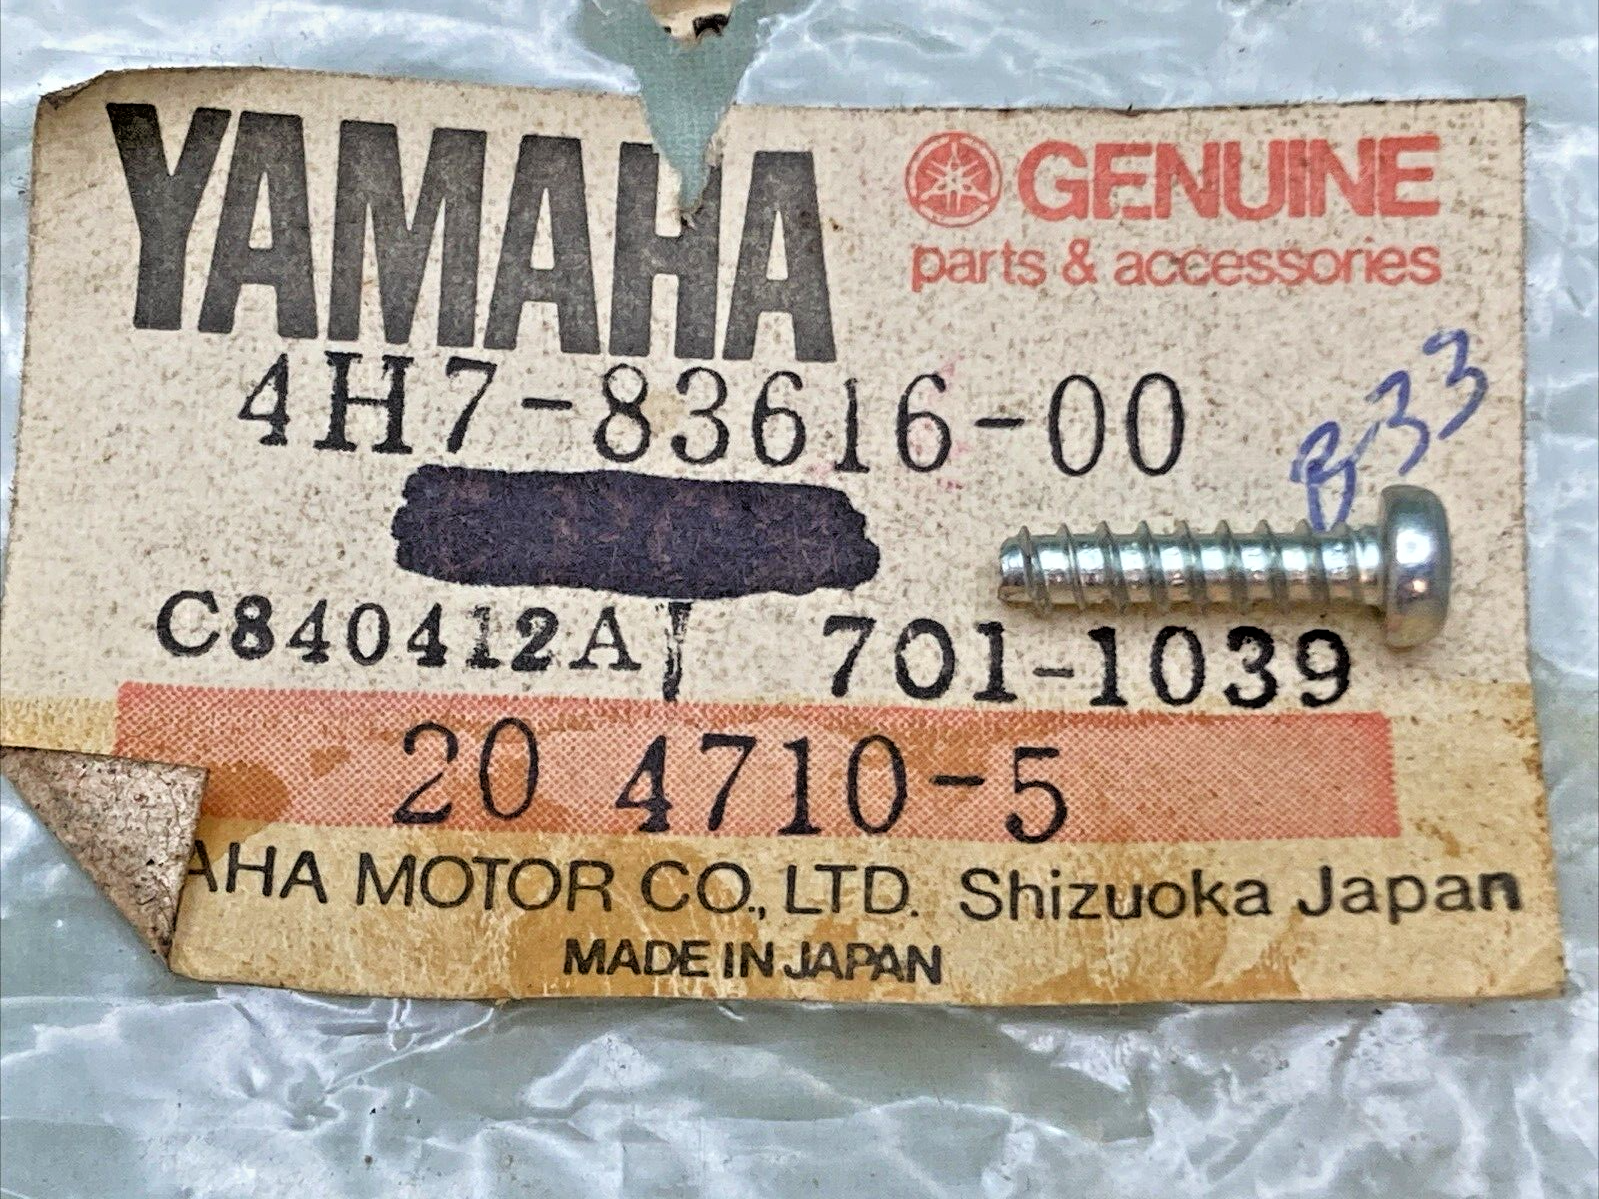 YAMAHA
GENUINE
parts & accessories
4H7-83616-00
B33
C840412A 701-1039
20 4710-5
AHA MOTOR CO., LTD. Shizuoka Japan
MADE IN JAPAN